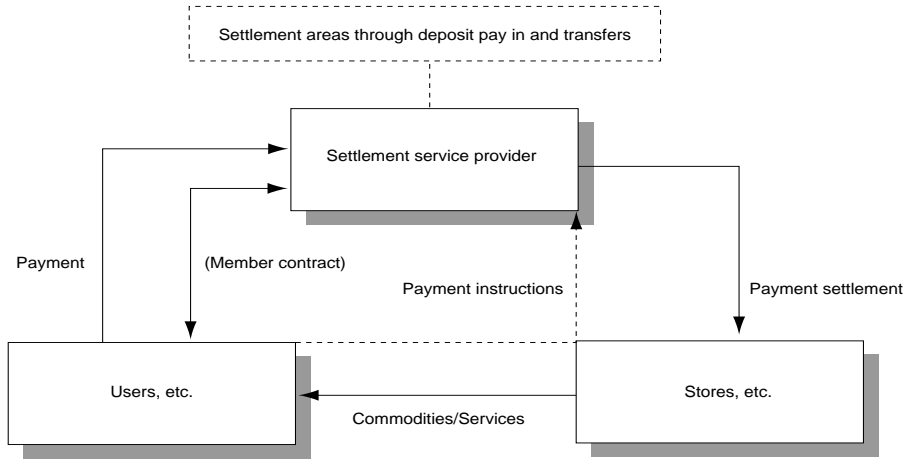 Settlement areas through deposit pay in and transfers
Settlement service provider
Payment
(Member contract)
Payment instructions
Payment settlement
Users, etc.
Stores, etc.
Commodities/Services